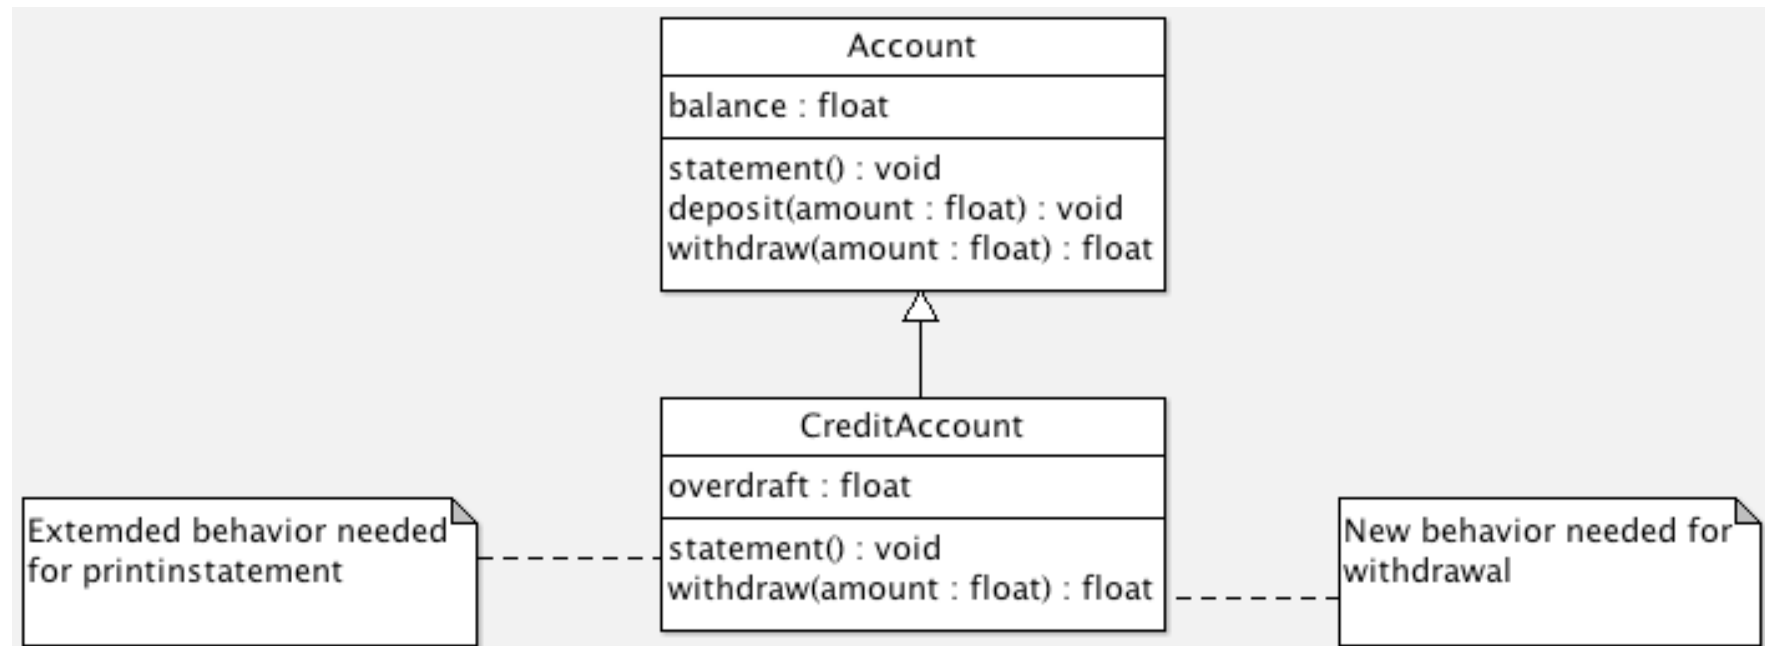 Account
balance : float
statement() : void
deposit(amount : float) : void
withdraw(amount : float) : float
CreditAccount
overdraft : float
statement() : void
withdraw(amount : float) : float
Extemded behavior needed
for printinstatement
New behavior needed for
withdrawal